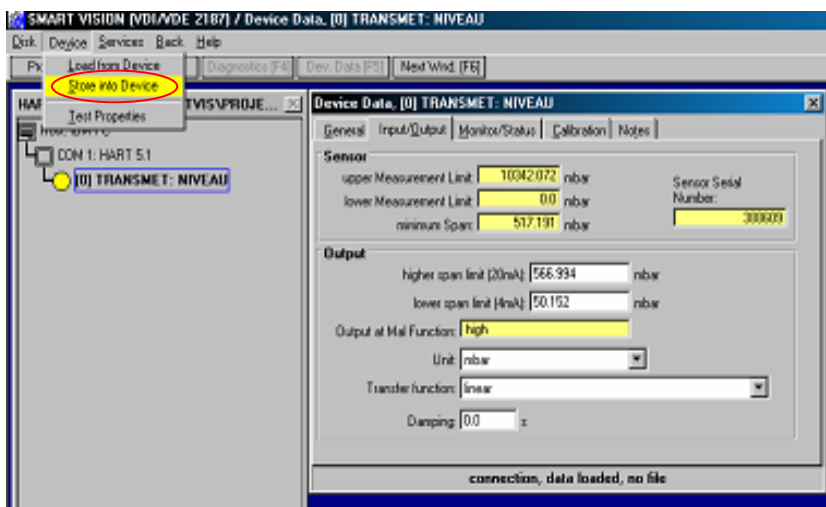 SMART VISION (VDI/VDE 2187) / Device Data, [0] TRANSMET: NIVEAU
Disk Device Services Back Help
Load from Device
Diagnostics [F4] Dev. Data [F5] Next Wnd. [F6]
Store into Device
Test Properties
TVIS\PROJE...
COM 1: HART 5.1
[0] TRANSMET: NIVEAU
Device Data, [0] TRANSMET: NIVEAU
General Input/Output Monitor/Status Calibration Notes
Sensor
upper Measurement Limit: 10342.072 mbar
lower Measurement Limit: 0.0 mbar
minimum Span: 517.191 mbar
Sensor Serial
Number:
300609
Output
higher span limit (20mA): 566.994 mbar
lower span limit (4mA): 50.152 mbar
Output at Mal Function: high
Unit: mbar
Transfer function: linear
Damping: 0.0 s
connection, data loaded, no file